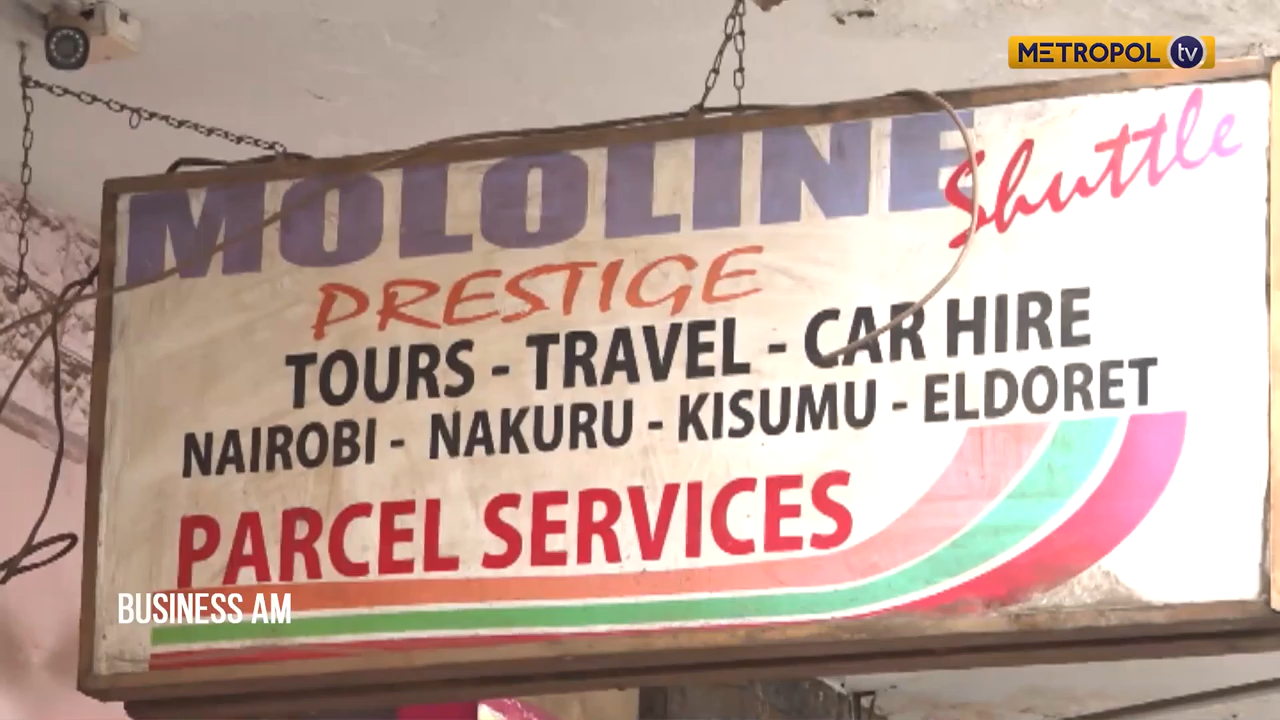 METROPOL tv
MOLOLINE Shuttle
PRESTIGE
TOURS - TRAVEL - CAR HIRE
NAIROBI - NAKURU - KISUMU - ELDORET
PARCEL SERVICES
BUSINESS AM